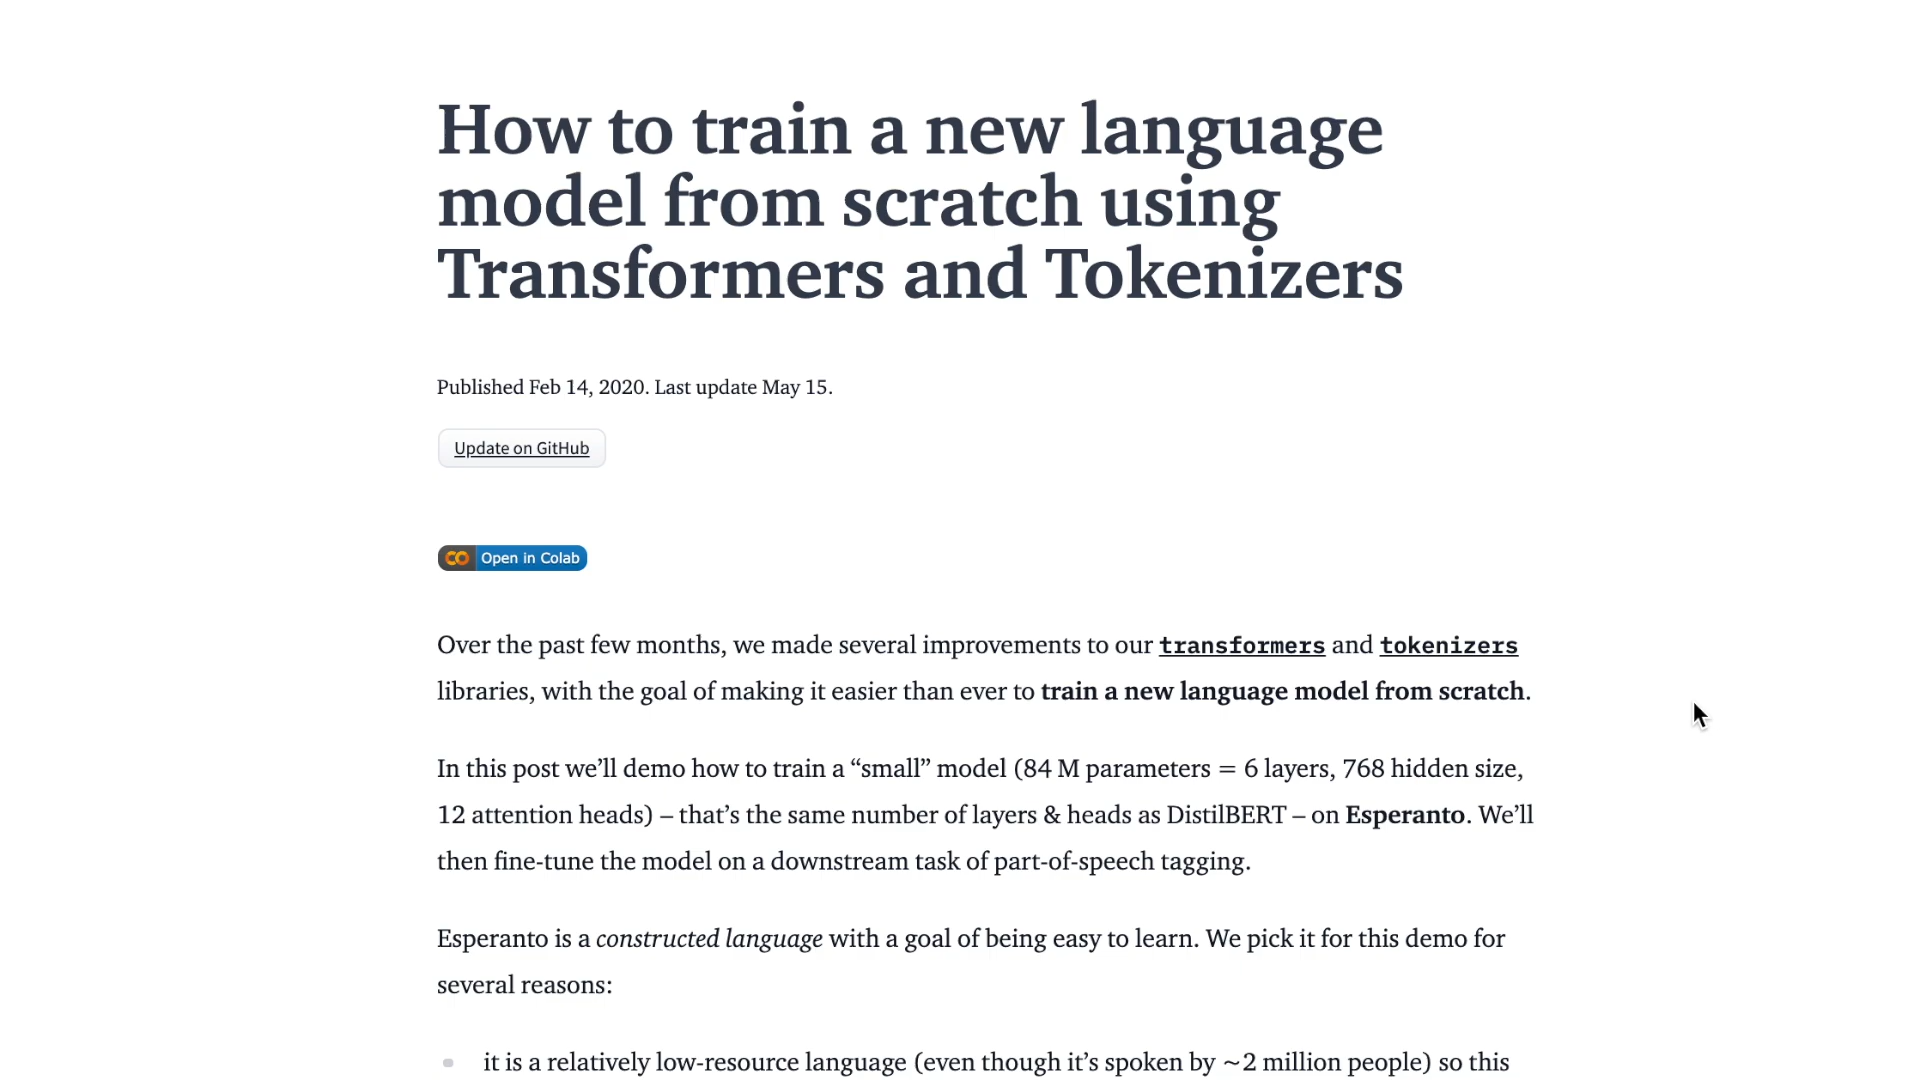 How to train a new language
model from scratch using
Transformers and Tokenizers
Published Feb 14, 2020. Last update May 15.
Update on GitHub
Open in Colab
Over the past few months, we made several improvements to our transformers and tokenizers
libraries, with the goal of making it easier than ever to train a new language model from scratch.
In this post we’ll demo how to train a “small” model (84 M parameters = 6 layers, 768 hidden size,
12 attention heads) – that’s the same number of layers & heads as DistilBERT – on Esperanto. We’ll
then fine-tune the model on a downstream task of part-of-speech tagging.
Esperanto is a constructed language with a goal of being easy to learn. We pick it for this demo for
several reasons:
it is a relatively low-resource language (even though it’s spoken by ~2 million people) so this